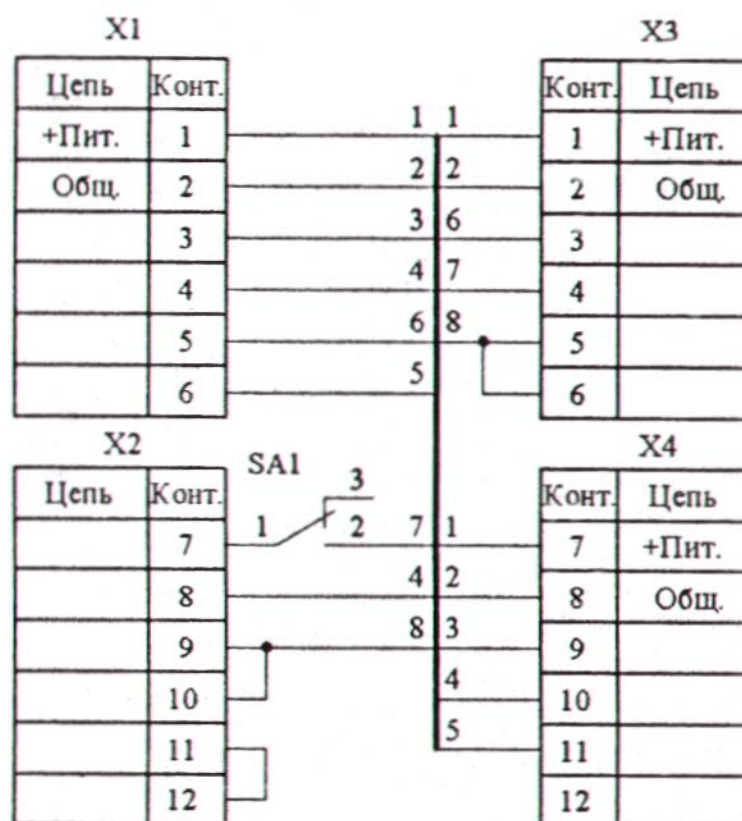 X1 X3
Цепь Конт. Конт. Цепь
+Пит. 1 1 1 1 +Пит.
Общ. 2 2 2 2 Общ.
3 3 6 3
4 4 7 4
5 6 8 5
6 5 6
X2 X4
SA1
Цепь Конт. 3 Конт. Цепь
7 1 2 7 1 7 +Пит.
8 4 2 8 Общ.
9 8 3 9
10 4 10
11 5 11
12 12